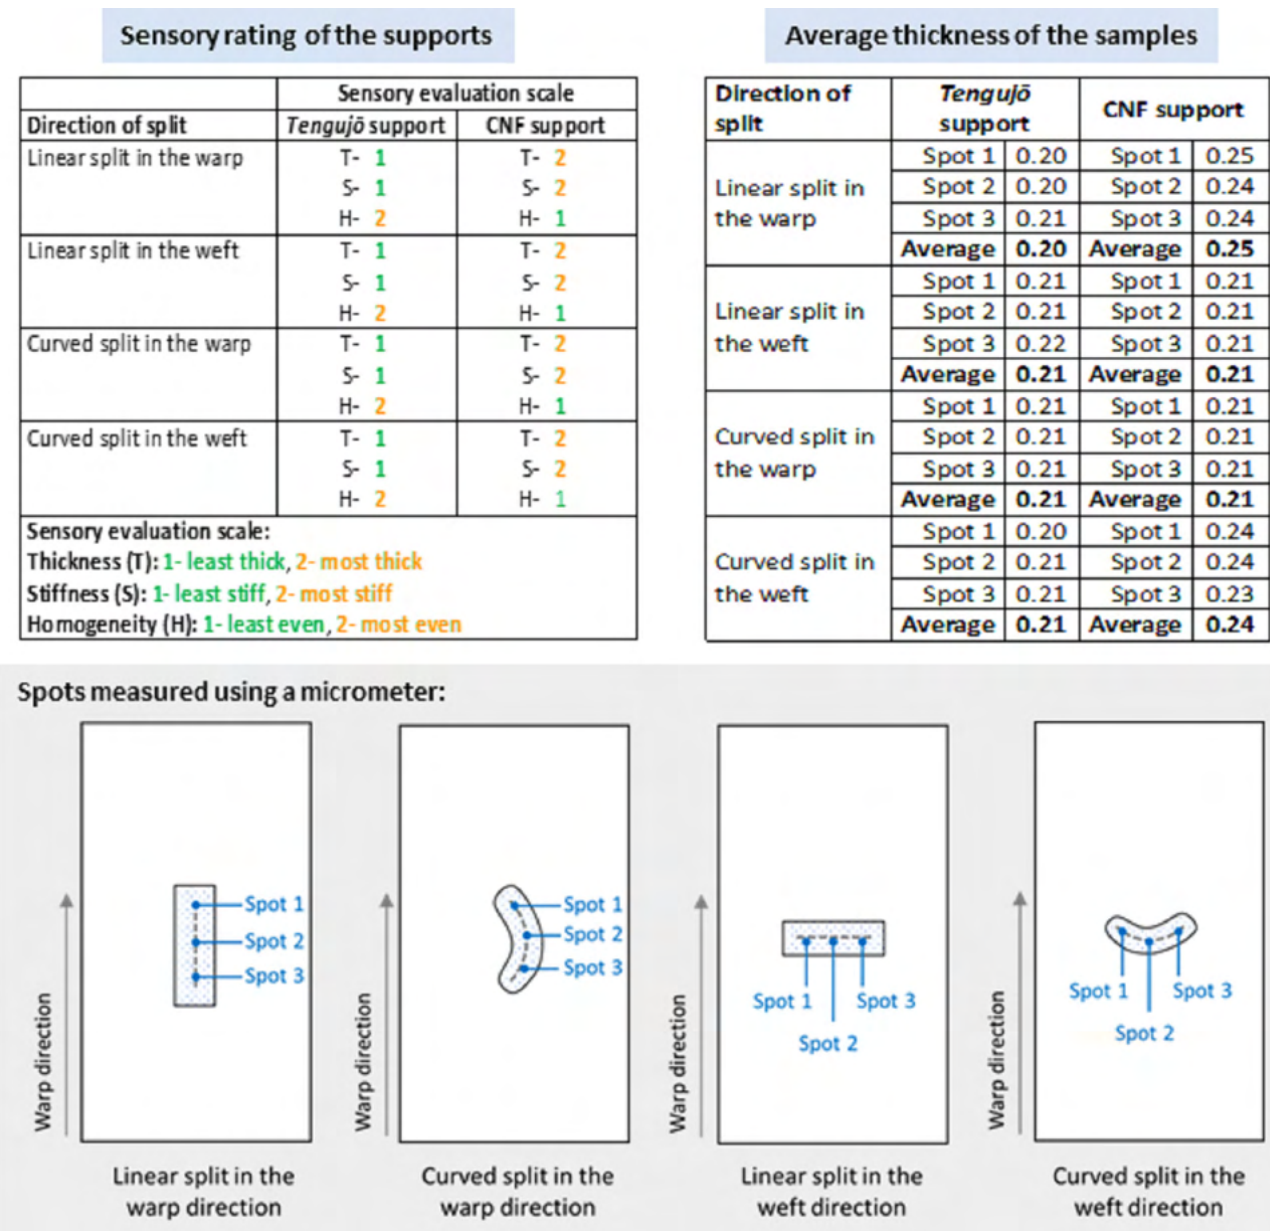 Sensory rating of the supports
Sensory evaluation scale
Direction of split Tengujō support CNF support
Linear split in the warp T- 1 T- 2
S- 1 S- 2
H- 2 H- 1
Linear split in the weft T- 1 T- 2
S- 1 S- 2
H- 2 H- 1
Curved split in the warp T- 1 T- 2
S- 1 S- 2
H- 2 H- 1
Curved split in the weft T- 1 T- 2
S- 1 S- 2
H- 2 H- 1
Sensory evaluation scale:
Thickness (T): 1- least thick, 2- most thick
Stiffness (S): 1- least stiff, 2- most stiff
Homogeneity (H): 1- least even, 2- most even
Average thickness of the samples
Direction of split Tengujō support CNF support
Linear split in the warp
Spot 1 0.20 Spot 1 0.25
Spot 2 0.20 Spot 2 0.24
Spot 3 0.21 Spot 3 0.24
Average 0.20 Average 0.25
Linear split in the weft
Spot 1 0.21 Spot 1 0.21
Spot 2 0.21 Spot 2 0.21
Spot 3 0.22 Spot 3 0.21
Average 0.21 Average 0.21
Curved split in the warp
Spot 1 0.21 Spot 1 0.21
Spot 2 0.21 Spot 2 0.21
Spot 3 0.21 Spot 3 0.21
Average 0.21 Average 0.21
Curved split in the weft
Spot 1 0.20 Spot 1 0.24
Spot 2 0.21 Spot 2 0.24
Spot 3 0.21 Spot 3 0.23
Average 0.21 Average 0.24
Spots measured using a micrometer:
Warp direction
Spot 1
Spot 2
Spot 3
Linear split in the
warp direction
Warp direction
Spot 1
Spot 2
Spot 3
Curved split in the
warp direction
Warp direction
Spot 1 Spot 3
Spot 2
Linear split in the
weft direction
Warp direction
Spot 1 Spot 3
Spot 2
Curved split in the
weft direction